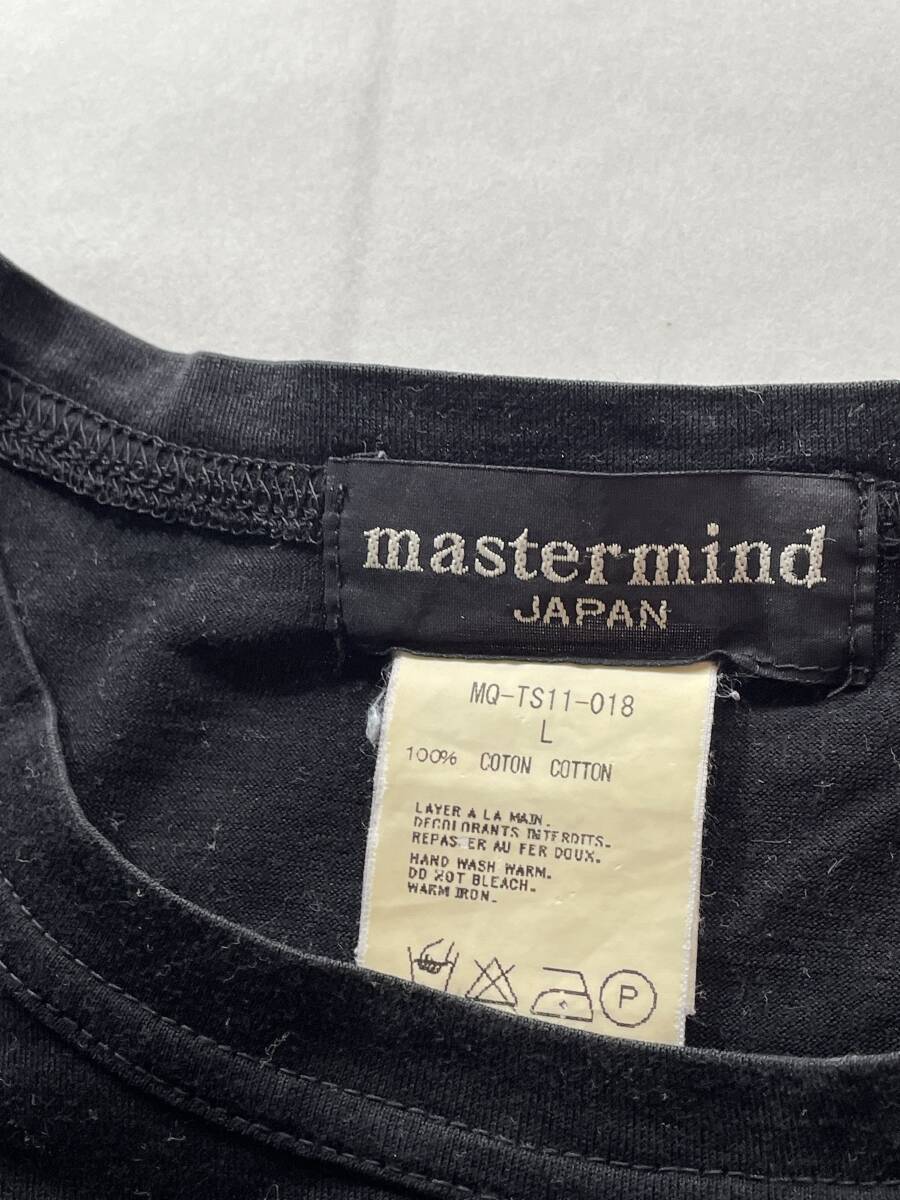 mastermind
JAPAN
MQ-TS11-018
L
100% COTON COTTON
LAVER A LA MAIN.
DECOLORANTS INTERDITS.
REPASSER AU FER DOUX.
HAND WASH WARM.
DO NOT BLEACH.
WARM IRON.
P